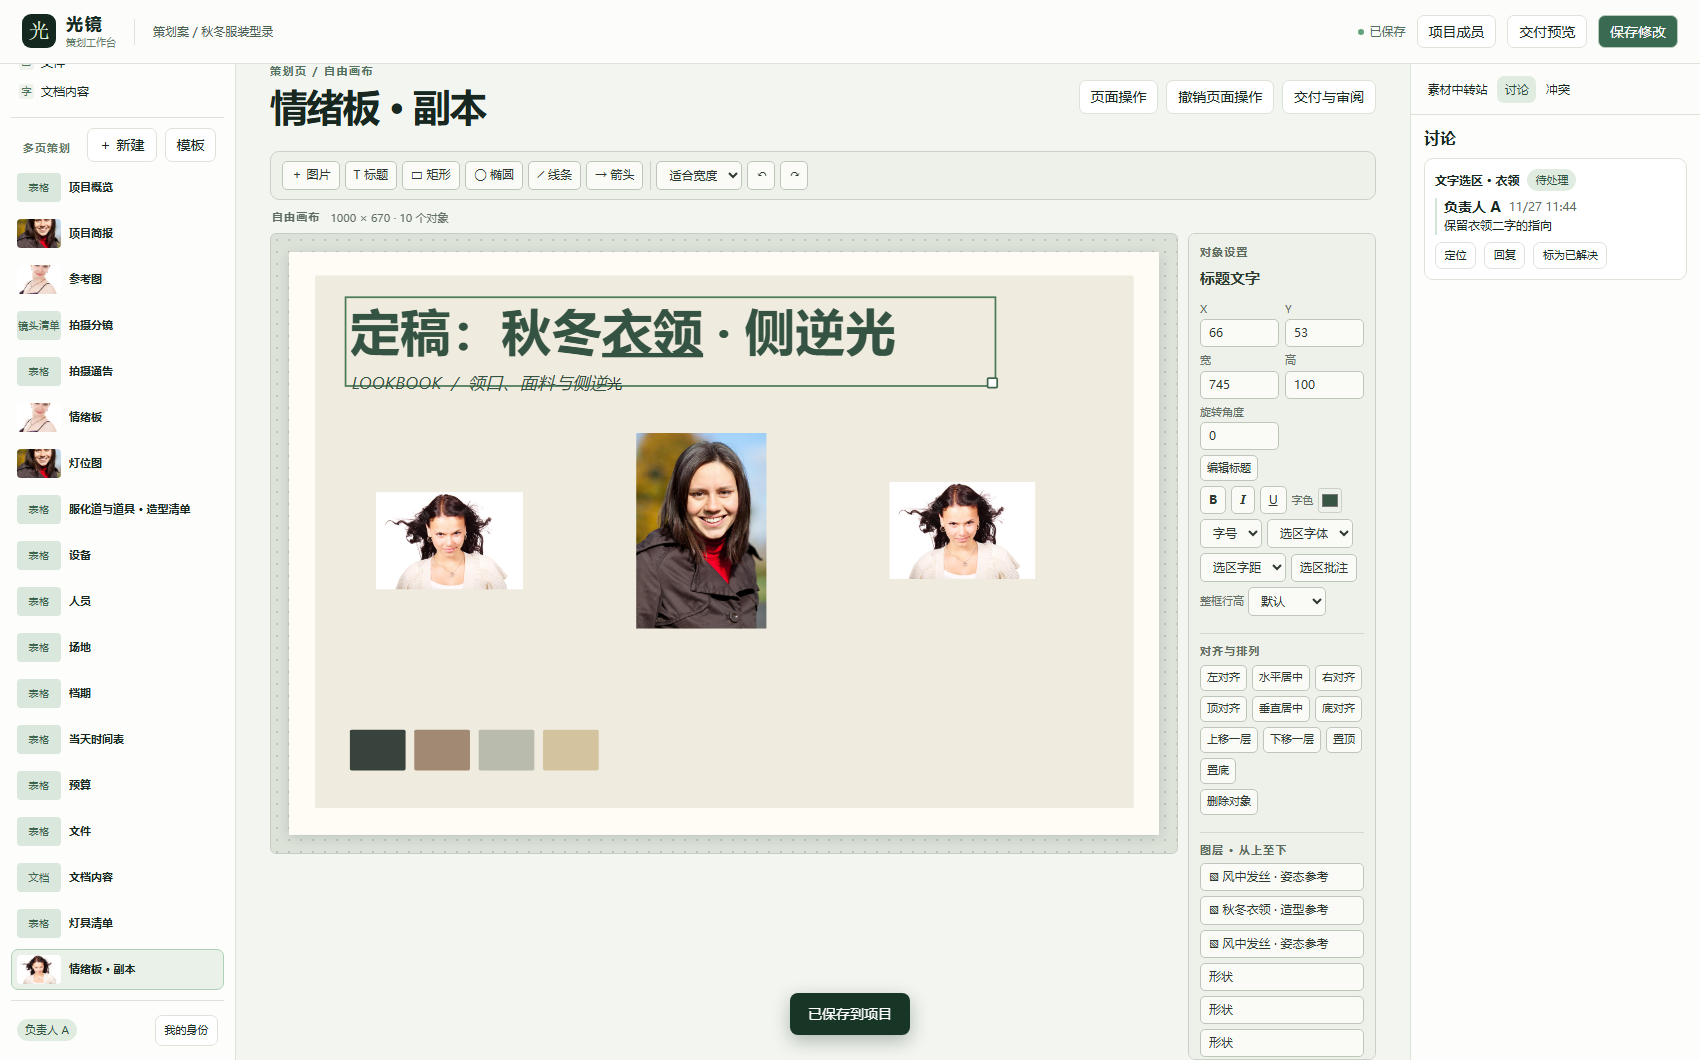 光 光镜
策划工作台
策划案 / 秋冬服装型录
已保存 项目成员 交付预览 保存修改
字 文档内容
多页策划 + 新建 模板
表格 项目概览
项目简报
参考图
镜头清单 拍摄分镜
表格 拍摄通告
情绪板
灯位图
表格 服化道与道具 • 造型清单
表格 设备
表格 人员
表格 场地
表格 档期
表格 当天时间表
表格 预算
表格 文件
文档 文档内容
表格 灯具清单
情绪板 • 副本
负责人 A 我的身份
策划页 / 自由画布
情绪板 • 副本
页面操作 撤销页面操作 交付与审阅
+ 图片 T 标题 矩形 椭圆 线条 箭头 适合宽度
自由画布 1000 × 670 · 10 个对象
定稿：秋冬衣领 · 侧逆光
LOOKBOOK / 领口、面料与侧逆光
已保存到项目
对象设置
标题文字
X Y
66 53
宽 高
745 100
旋转角度
0
编辑标题
B I U 字色
字号 选区字体
选区字距 选区批注
整框行高 默认
对齐与排列
左对齐 水平居中 右对齐
顶对齐 垂直居中 底对齐
上移一层 下移一层 置顶
置底
删除对象
图层 • 从上至下
风中发丝 · 姿态参考
秋冬衣领 · 造型参考
风中发丝 · 姿态参考
形状
形状
形状
素材中转站 讨论 冲突
讨论
文字选区 • 衣领 待处理
负责人 A 11/27 11:44
保留衣领二字的指向
定位 回复 标为已解决